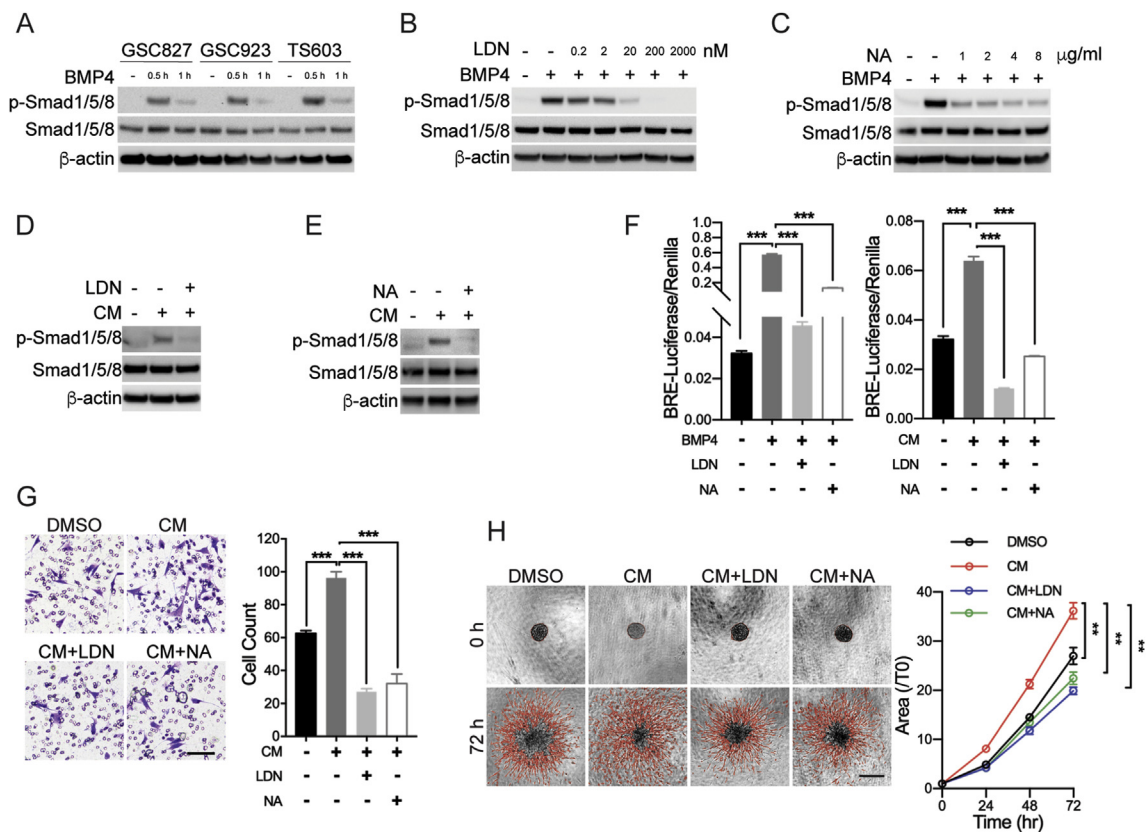 A
GSC827 GSC923 TS603
BMP4 - 0.5 h 1 h - 0.5 h 1 h - 0.5 h 1 h
p-Smad1/5/8
Smad1/5/8
β-actin
B
LDN - - 0.2 2 20 200 2000 nM
BMP4 - + + + + + +
p-Smad1/5/8
Smad1/5/8
β-actin
C
NA - - 1 2 4 8 μg/ml
BMP4 - + + + + +
p-Smad1/5/8
Smad1/5/8
β-actin
D
LDN - - +
CM - + +
p-Smad1/5/8
Smad1/5/8
β-actin
E
NA - - +
CM - + +
p-Smad1/5/8
Smad1/5/8
β-actin
F
BRE-Luciferase/Renilla
1.0
0.8
0.6
0.4
0.2
0.04
0.02
0.00
*** *** ***
BMP4 - + + +
LDN - - + -
NA - - - +
BRE-Luciferase/Renilla
0.08
0.06
0.04
0.02
0.00
*** *** ***
CM - + + +
LDN - - + -
NA - - - +
G
DMSO CM
CM+LDN CM+NA
Cell Count
120
100
80
60
40
20
0
*** *** ***
CM - + + +
LDN - - + -
NA - - - +
H
DMSO CM CM+LDN CM+NA
0 h
72 h
DMSO
CM
CM+LDN
CM+NA
Area (/T0)
40
30
20
10
0
** ** **
0 24 48 72
Time (hr)